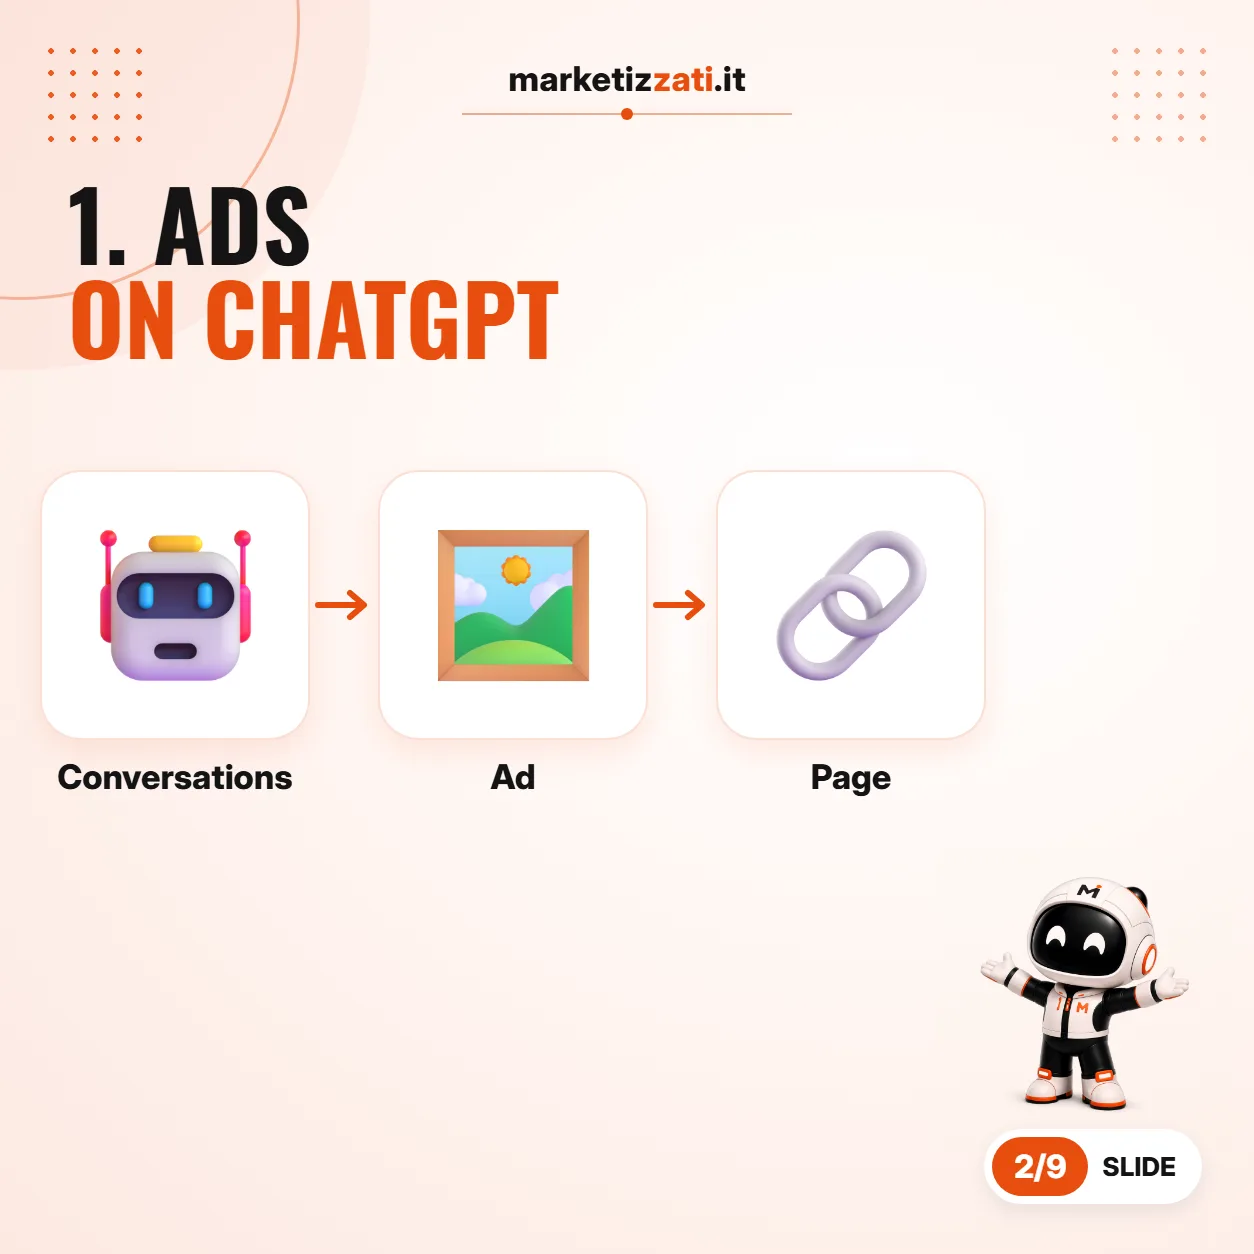 marketizzati.it
1. ADS
ON CHATGPT
Conversations
Ad
Page
M
M
2/9 SLIDE